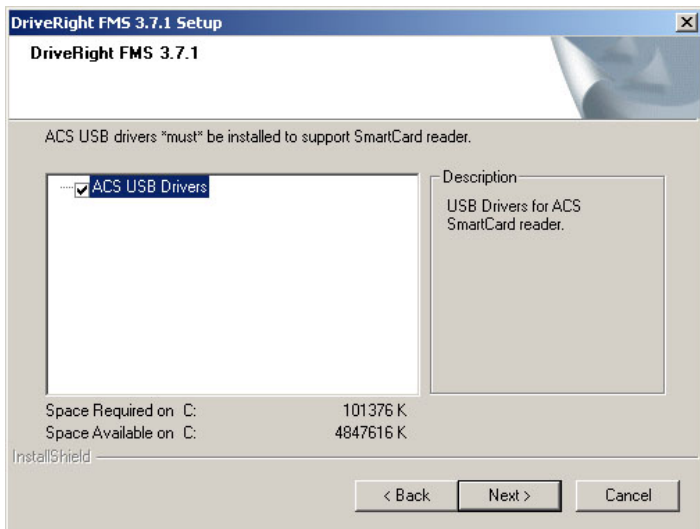 DriveRight FMS 3.7.1 Setup
DriveRight FMS 3.7.1
ACS USB drivers *must* be installed to support SmartCard reader.
ACS USB Drivers
Description
USB Drivers for ACS
SmartCard reader.
Space Required on C: 101376 K
Space Available on C: 4847616 K
InstallShield
< Back Next > Cancel